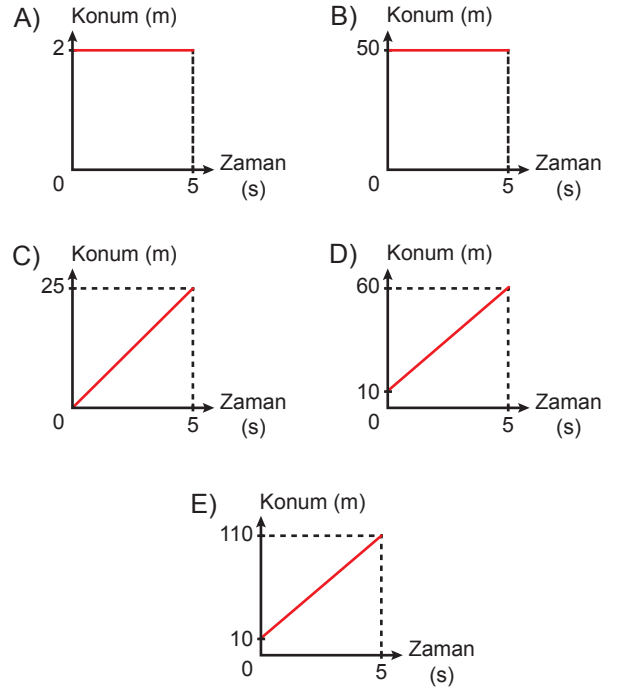 A) Konum (m)
2
0
5
Zaman
(s)
B) Konum (m)
50
0
5
Zaman
(s)
C) Konum (m)
25
0
5
Zaman
(s)
D) Konum (m)
60
10
0
5
Zaman
(s)
E) Konum (m)
110
10
0
5
Zaman
(s)